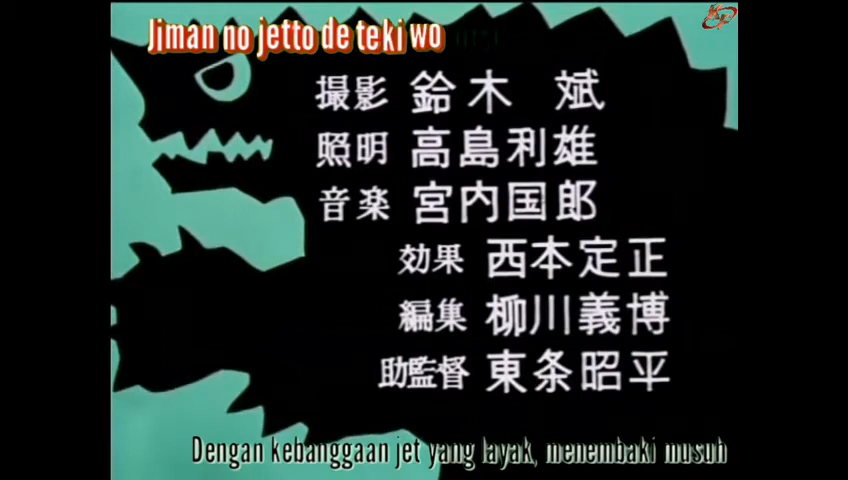 Jiman no jetto de teki wo
撮影 鈴木 斌
照明 高島利雄
音楽 宮内国郎
効果 西本定正
編集 柳川義博
助監督 東条昭平
Dengan kebanggaan jet yang layak, menembaki musuh